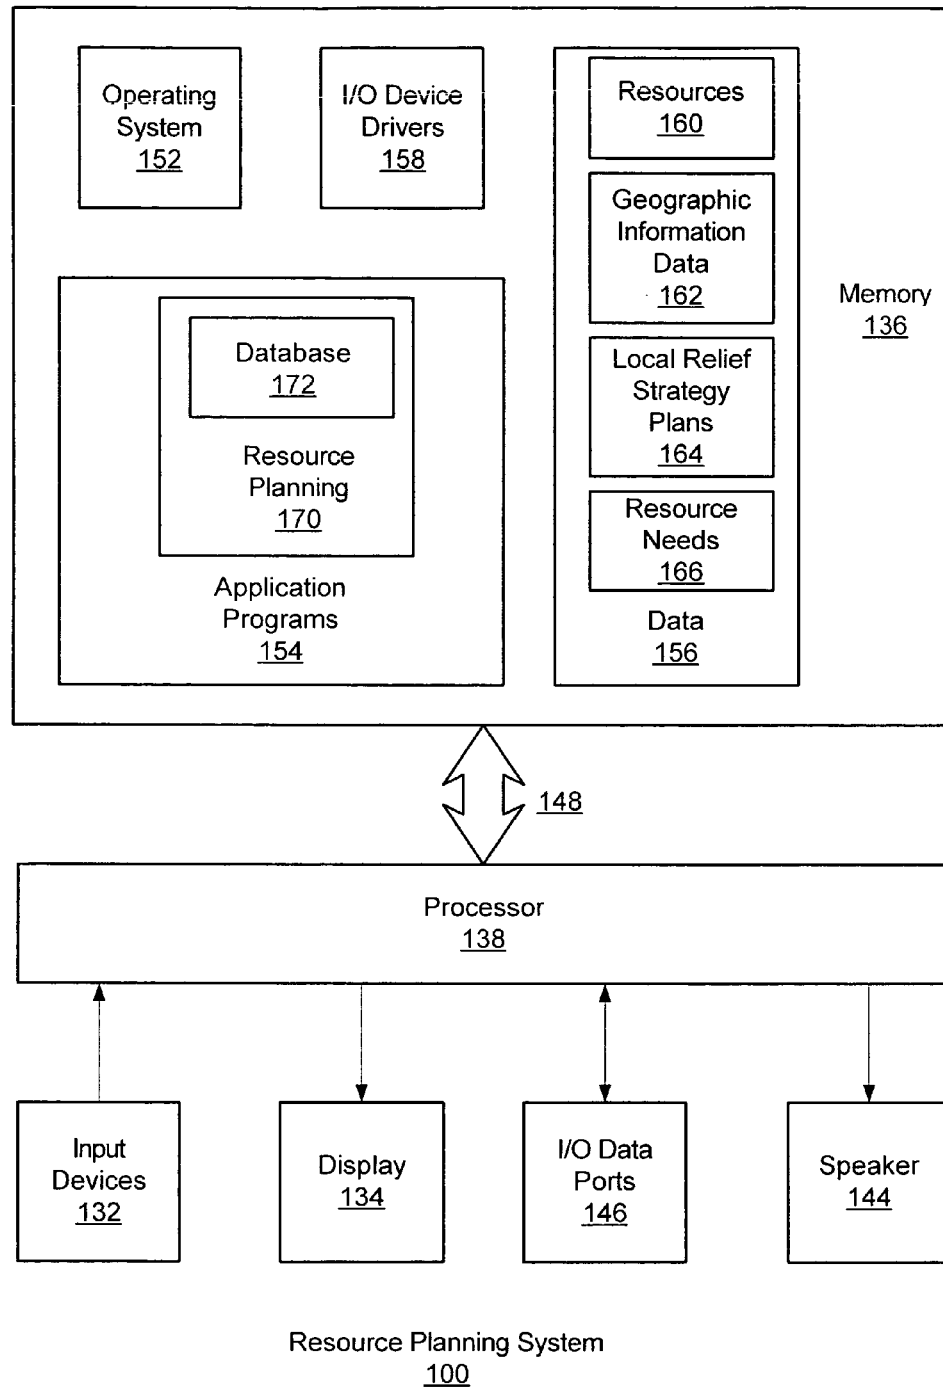 Operating
System
152
I/O Device
Drivers
158
Resources
160
Geographic
Information
Data
162
Local Relief
Strategy
Plans
164
Resource
Needs
166
Data
156
Memory
136
Database
172
Resource
Planning
170
Application
Programs
154
148
Processor
138
Input
Devices
132
Display
134
I/O Data
Ports
146
Speaker
144
Resource Planning System
100